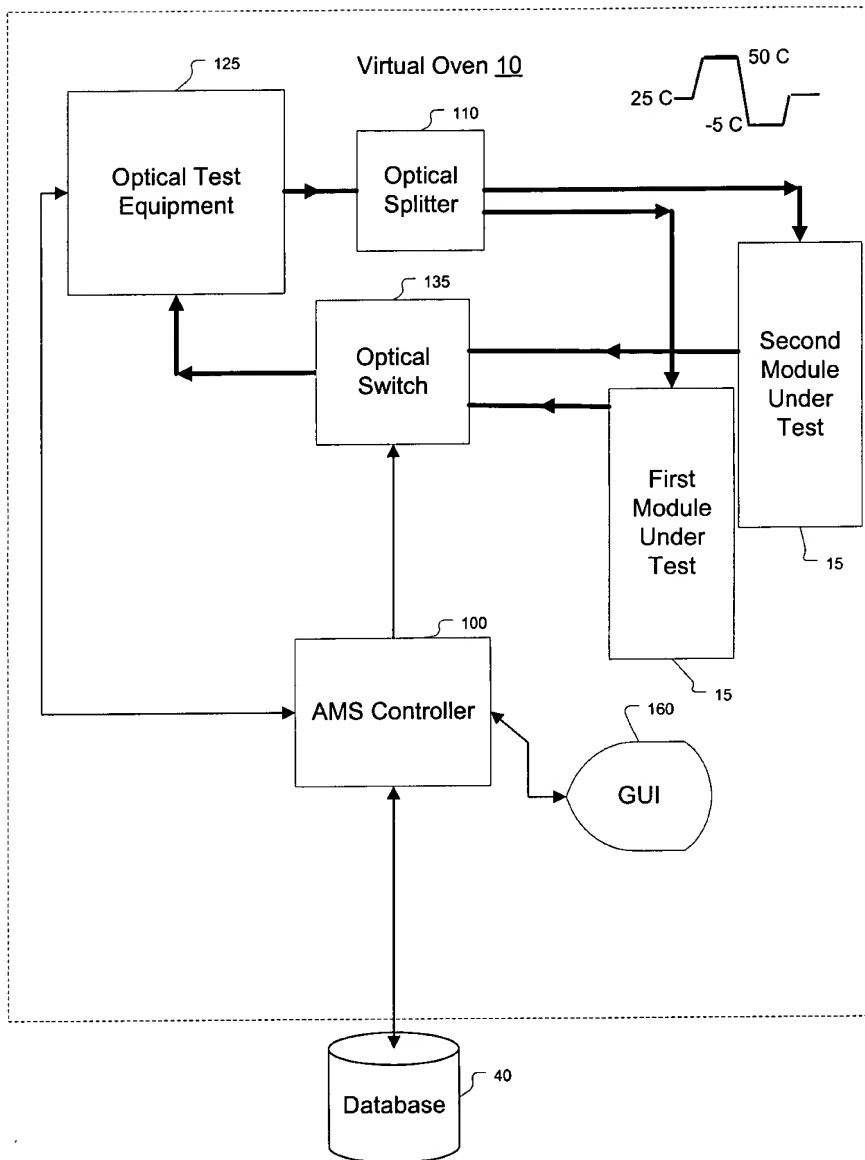 125
Virtual Oven 10
50 C
25 C
-5 C
110
Optical Test
Equipment
Optical
Splitter
135
Optical
Switch
Second
Module
Under
Test
First
Module
Under
Test
15
15
100
AMS Controller
160
GUI
40
Database